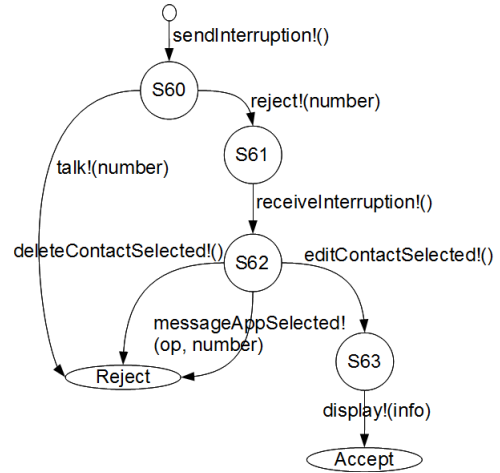 sendInterruption!()
S60
reject!(number)
S61
talk!(number)
receiveInterruption!()
deleteContactSelected!()
S62
editContactSelected!()
messageAppSelected!
(op, number)
S63
Reject
display!(info)
Accept